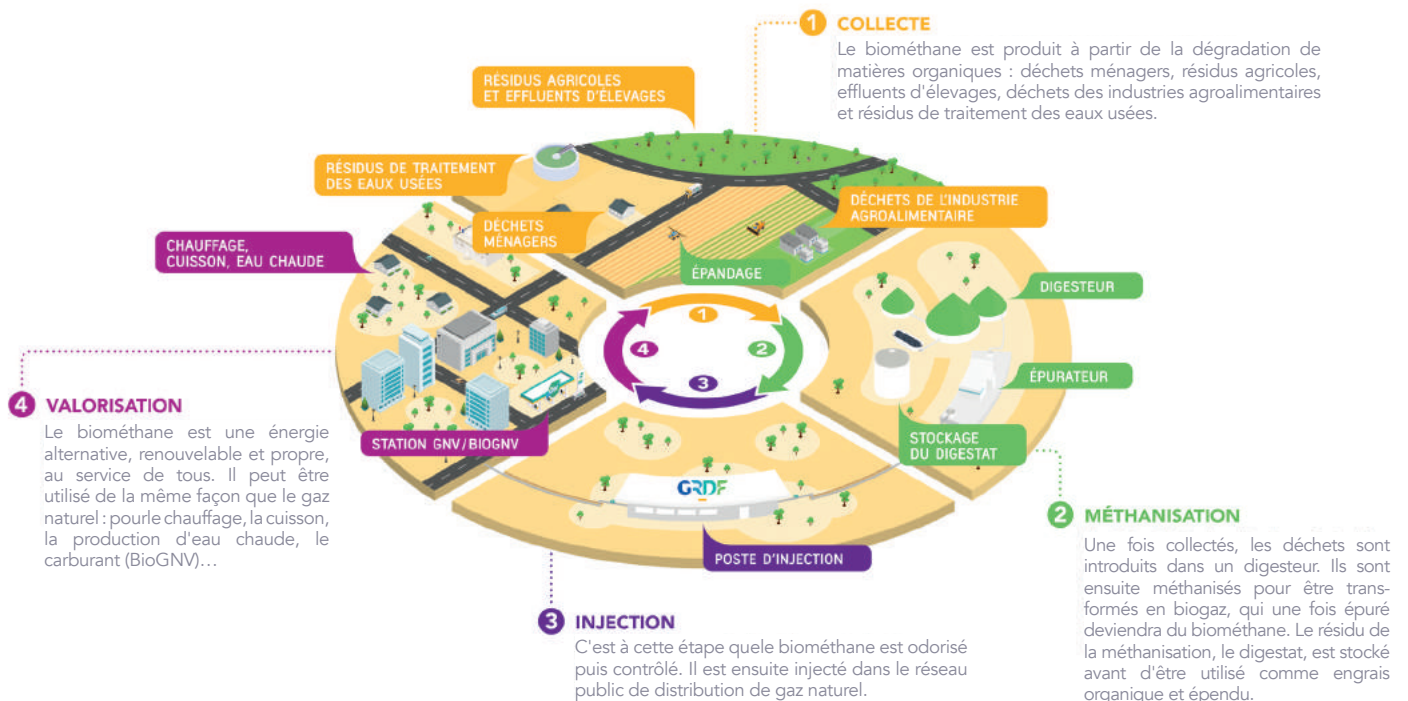 1 COLLECTE
Le biométhane est produit à partir de la dégradation de
matières organiques : déchets ménagers, résidus agricoles,
effluents d'élevages, déchets des industries agroalimentaires
et résidus de traitement des eaux usées.
RÉSIDUS AGRICOLES
ET EFFLUENTS D'ÉLEVAGES
RÉSIDUS DE TRAITEMENT
DES EAUX USÉES
DÉCHETS DE L'INDUSTRIE
AGROALIMENTAIRE
DÉCHETS
MÉNAGERS
CHAUFFAGE,
CUISSON, EAU CHAUDE
ÉPANDAGE
DIGESTEUR
1
4
2
3
ÉPURATEUR
STOCKAGE
DU DIGESTAT
STATION GNV/BIOGNV
GRDF
POSTE D'INJECTION
4 VALORISATION
Le biométhane est une énergie
alternative, renouvelable et propre,
au service de tous. Il peut être
utilisé de la même façon que le gaz
naturel : pourle chauffage, la cuisson,
la production d'eau chaude, le
carburant (BioGNV)…
2 MÉTHANISATION
Une fois collectés, les déchets sont
introduits dans un digesteur. Ils sont
ensuite méthanisés pour être trans-
formés en biogaz, qui une fois épuré
deviendra du biométhane. Le résidu de
la méthanisation, le digestat, est stocké
avant d'être utilisé comme engrais
organique et épendu.
3 INJECTION
C'est à cette étape quele biométhane est odorisé
puis contrôlé. Il est ensuite injecté dans le réseau
public de distribution de gaz naturel.